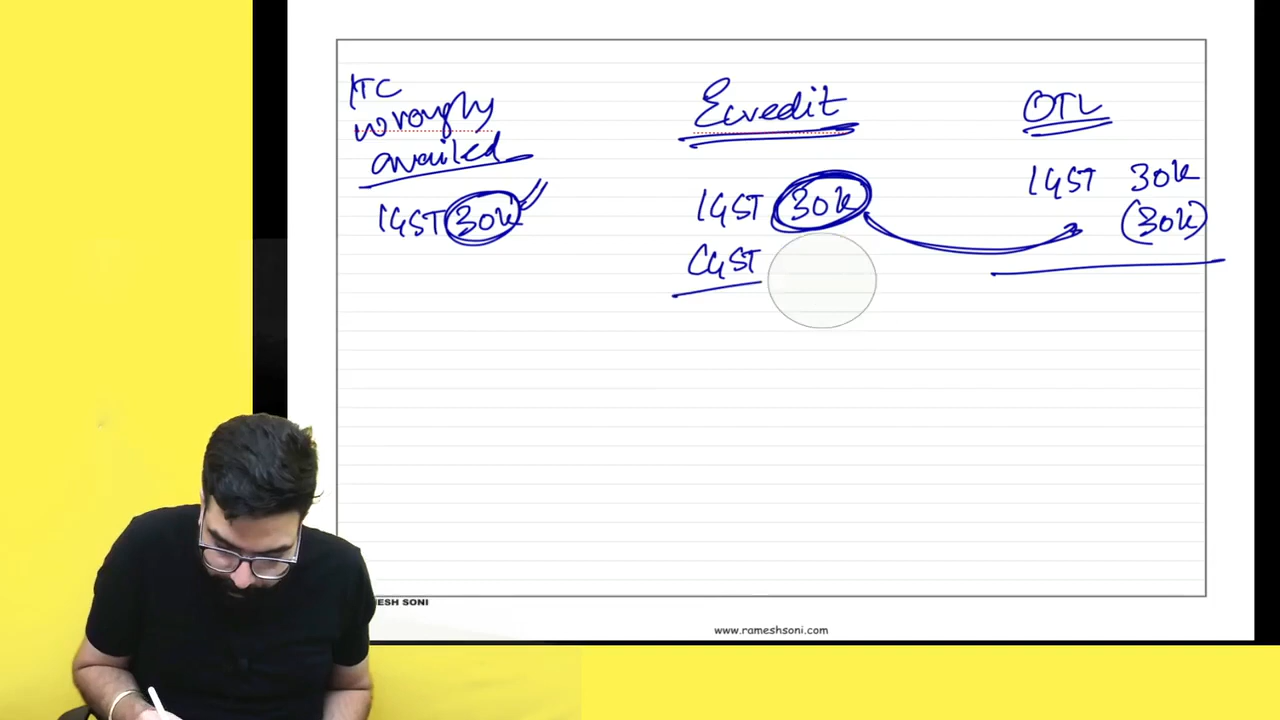 ITC
wrongly
availed
IGST 30k
Ecredit
IGST 30k
CGST
OTL
IGST 30k
(30k)
ESH SONI
www.rameshsoni.com